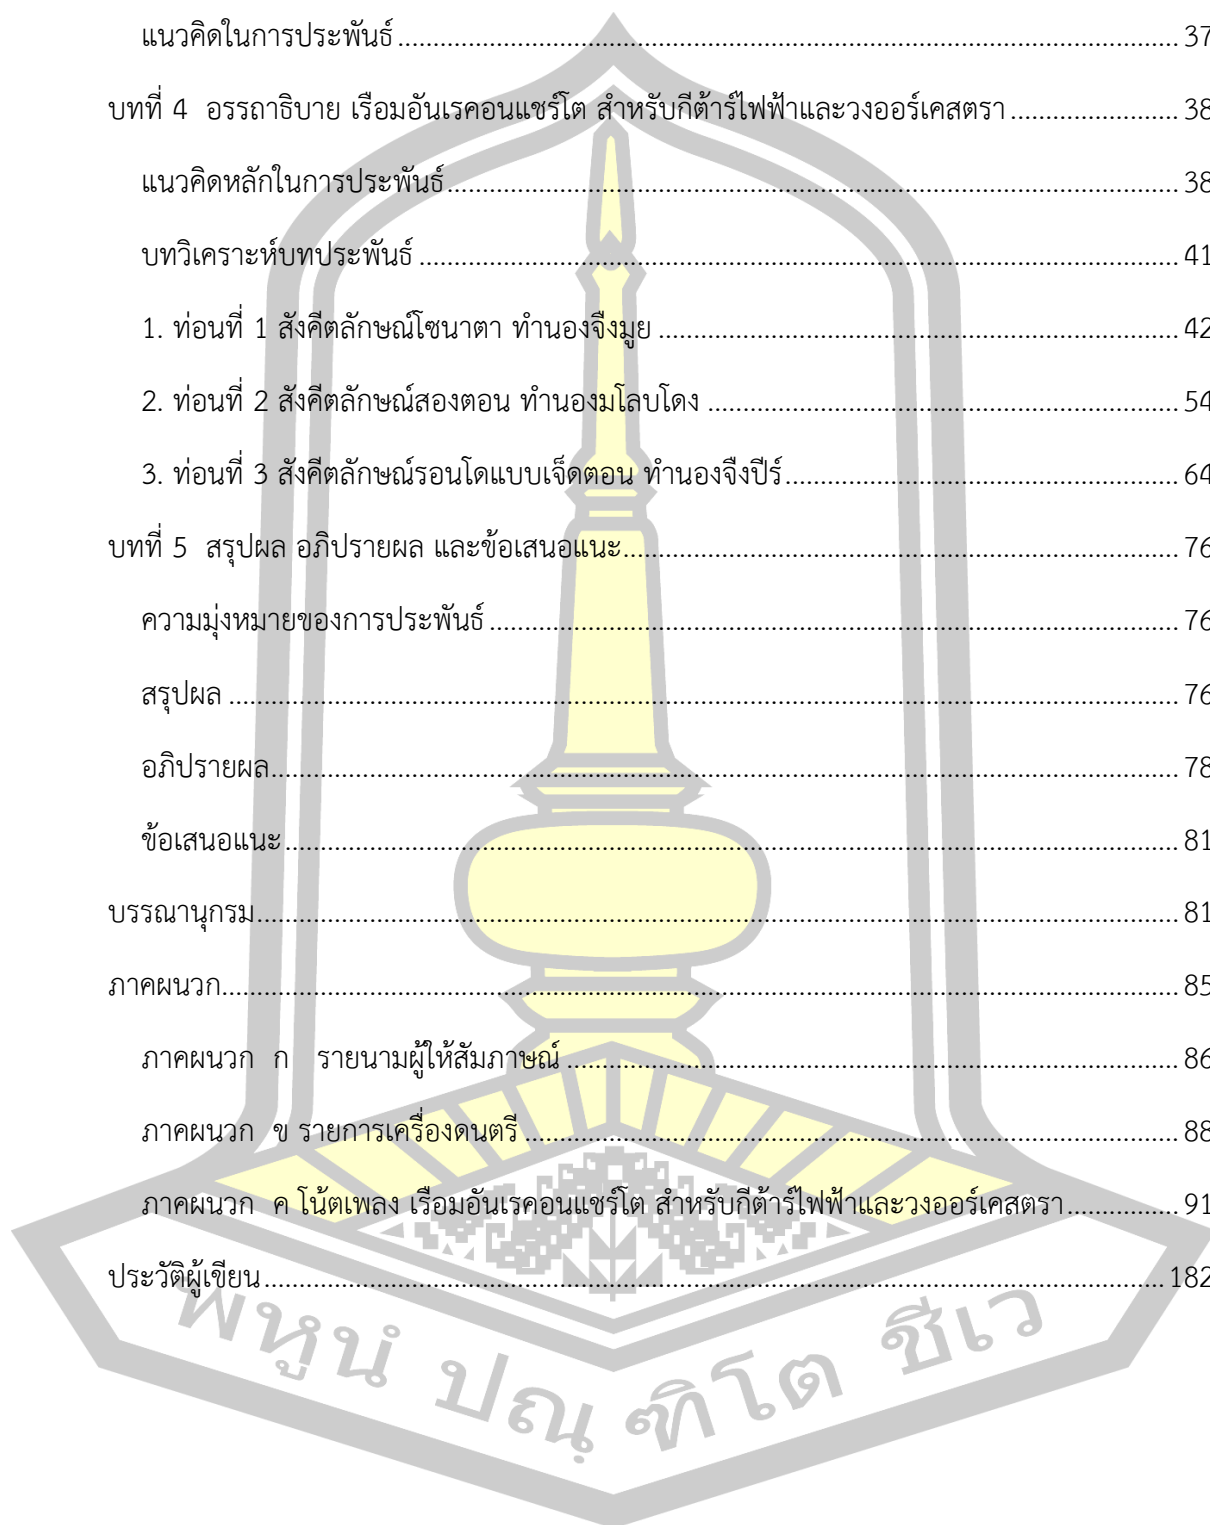 แนวคิดในการประพันธ์ .......... 37
บทที่ 4 อรรถาธิบาย เรือมอันเรคอนแชร์โต สำหรับกีต้าร์ไฟฟ้าและวงออร์เคสตรา .......... 38
แนวคิดหลักในการประพันธ์ .......... 38
บทวิเคราะห์บทประพันธ์ .......... 41
1. ท่อนที่ 1 สังคีตลักษณ์โซนาตา ทำนองจืงมูย .......... 42
2. ท่อนที่ 2 สังคีตลักษณ์สองตอน ทำนองมโลบโดง .......... 54
3. ท่อนที่ 3 สังคีตลักษณ์รอนโดแบบเจ็ดตอน ทำนองจืงปีร์ .......... 64
บทที่ 5 สรุปผล อภิปรายผล และข้อเสนอแนะ .......... 76
ความมุ่งหมายของการประพันธ์ .......... 76
สรุปผล .......... 76
อภิปรายผล .......... 78
ข้อเสนอแนะ .......... 81
บรรณานุกรม .......... 81
ภาคผนวก .......... 85
ภาคผนวก ก รายนามผู้ให้สัมภาษณ์ .......... 86
ภาคผนวก ข รายการเครื่องดนตรี .......... 88
ภาคผนวก ค โน้ตเพลง เรือมอันเรคอนแชร์โต สำหรับกีต้าร์ไฟฟ้าและวงออร์เคสตรา .......... 91
ประวัติผู้เขียน .......... 182
พหูนํ ปณฺฑิโต ชีเว